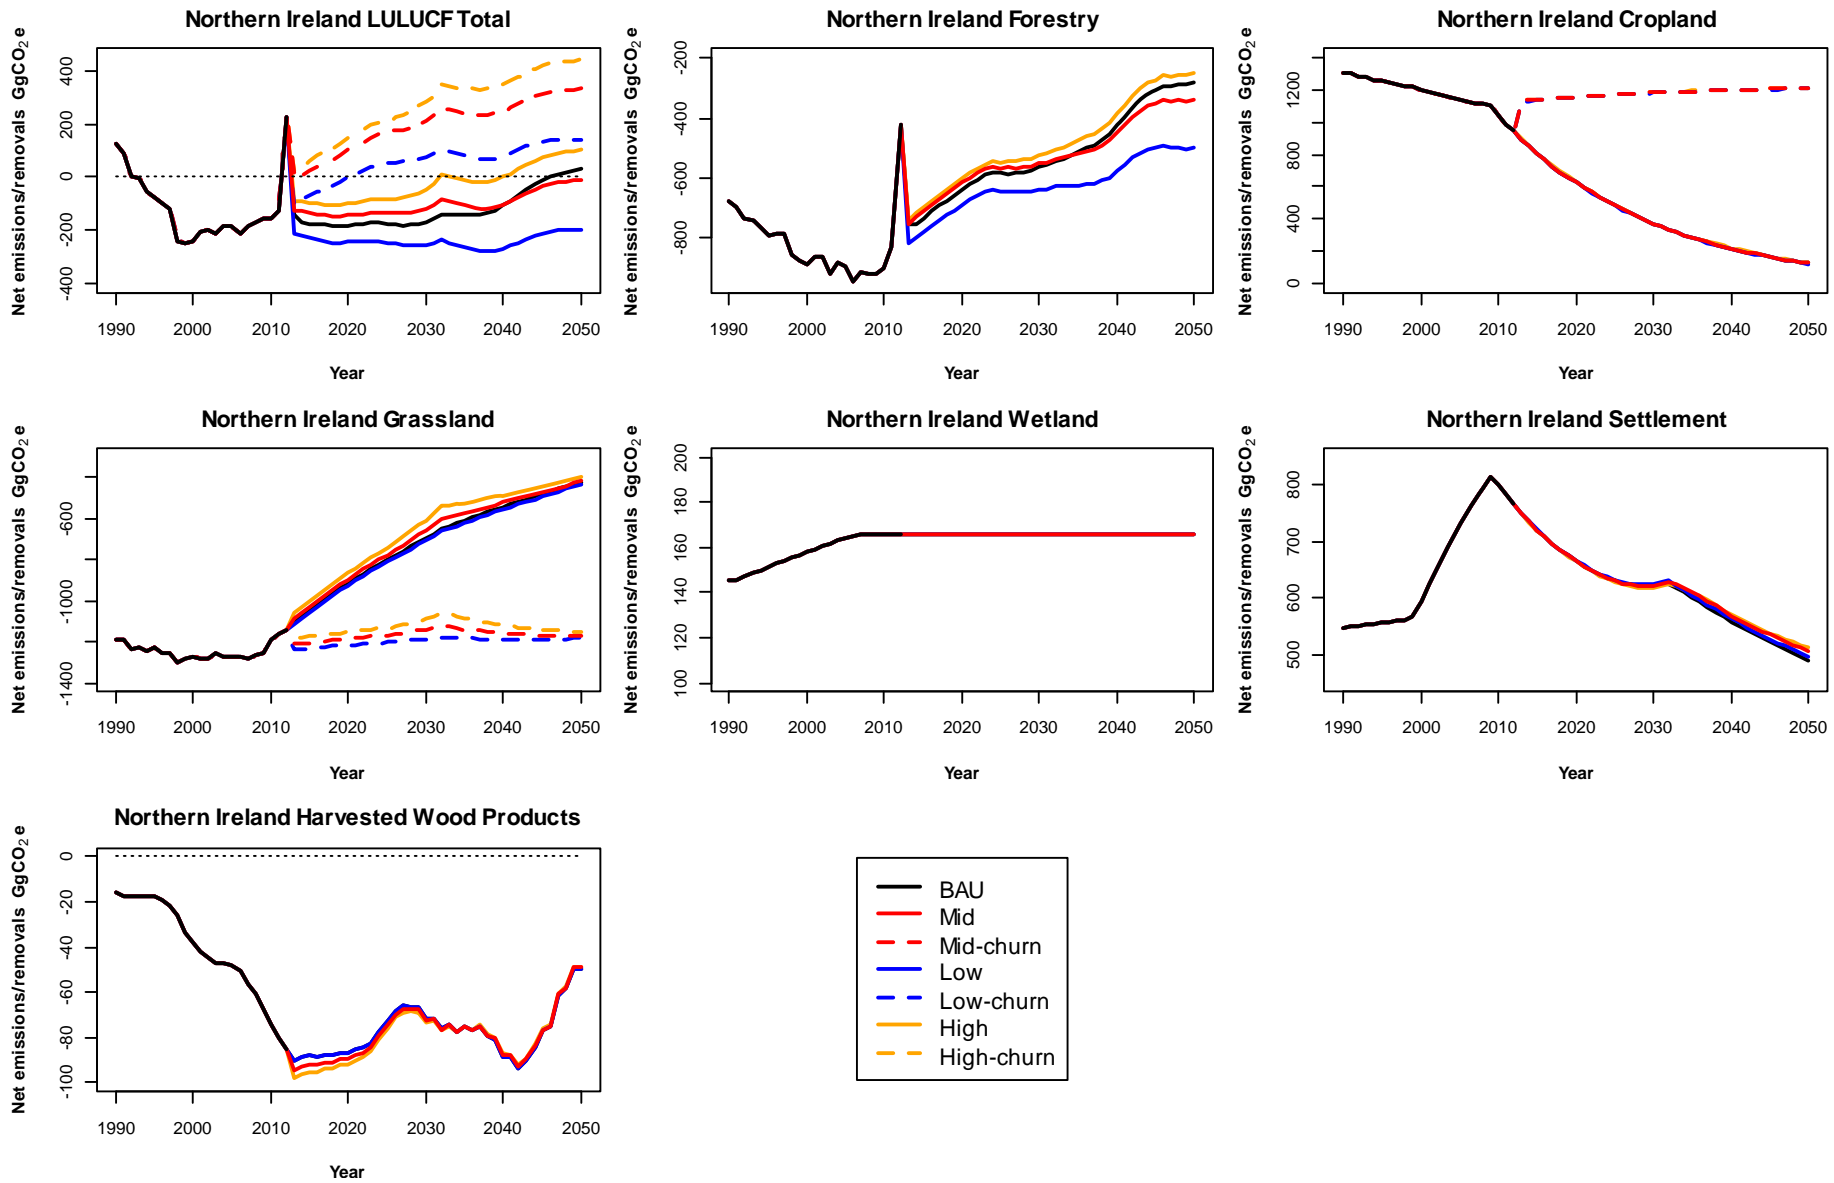 Northern Ireland LULUCF Total
Net emissions/removals GgCO2e
400
200
0
-200
-400
1990 2000 2010 2020 2030 2040 2050
Year
Northern Ireland Forestry
Net emissions/removals GgCO2e
-200
-400
-600
-800
1990 2000 2010 2020 2030 2040 2050
Year
Northern Ireland Cropland
Net emissions/removals GgCO2e
1200
800
400
0
1990 2000 2010 2020 2030 2040 2050
Year
Northern Ireland Grassland
Net emissions/removals GgCO2e
-600
-1000
-1400
1990 2000 2010 2020 2030 2040 2050
Year
Northern Ireland Wetland
Net emissions/removals GgCO2e
200
180
160
140
120
100
1990 2000 2010 2020 2030 2040 2050
Year
Northern Ireland Settlement
Net emissions/removals GgCO2e
800
700
600
500
1990 2000 2010 2020 2030 2040 2050
Year
Northern Ireland Harvested Wood Products
Net emissions/removals GgCO2e
0
-20
-40
-60
-80
-100
1990 2000 2010 2020 2030 2040 2050
Year
BAU
Mid
Mid-churn
Low
Low-churn
High
High-churn